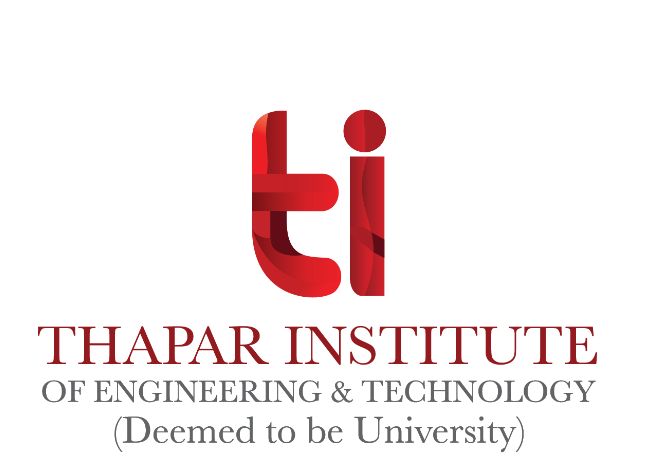 ti
THAPAR INSTITUTE
OF ENGINEERING & TECHNOLOGY
(Deemed to be University)